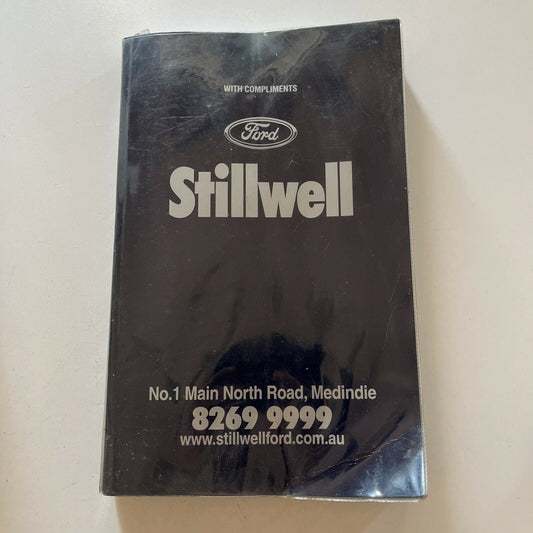 WITH COMPLIMENTS
Ford
Stillwell
No.1 Main North Road, Medindie
8269 9999
www.stillwellford.com.au